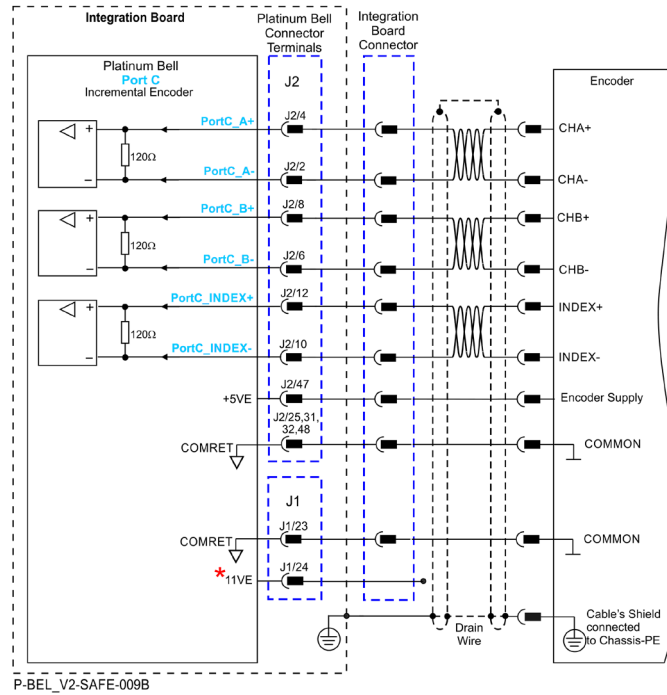 Integration Board
Platinum Bell
Connector
Terminals
Integration
Board
Connector
Platinum Bell
Port C
Incremental Encoder
J2
Encoder
PortC_A+
J2/4
CHA+
120Ω
PortC_A-
J2/2
CHA-
PortC_B+
J2/8
CHB+
120Ω
PortC_B-
J2/6
CHB-
PortC_INDEX+
J2/12
INDEX+
120Ω
PortC_INDEX-
J2/10
INDEX-
+5VE
J2/47
Encoder Supply
J2/25,31,
32,48
COMRET
COMMON
J1
J1/23
COMRET
COMMON
J1/24
*11VE
Drain
Wire
Cable's Shield
connected
to Chassis-PE
P-BEL_V2-SAFE-009B